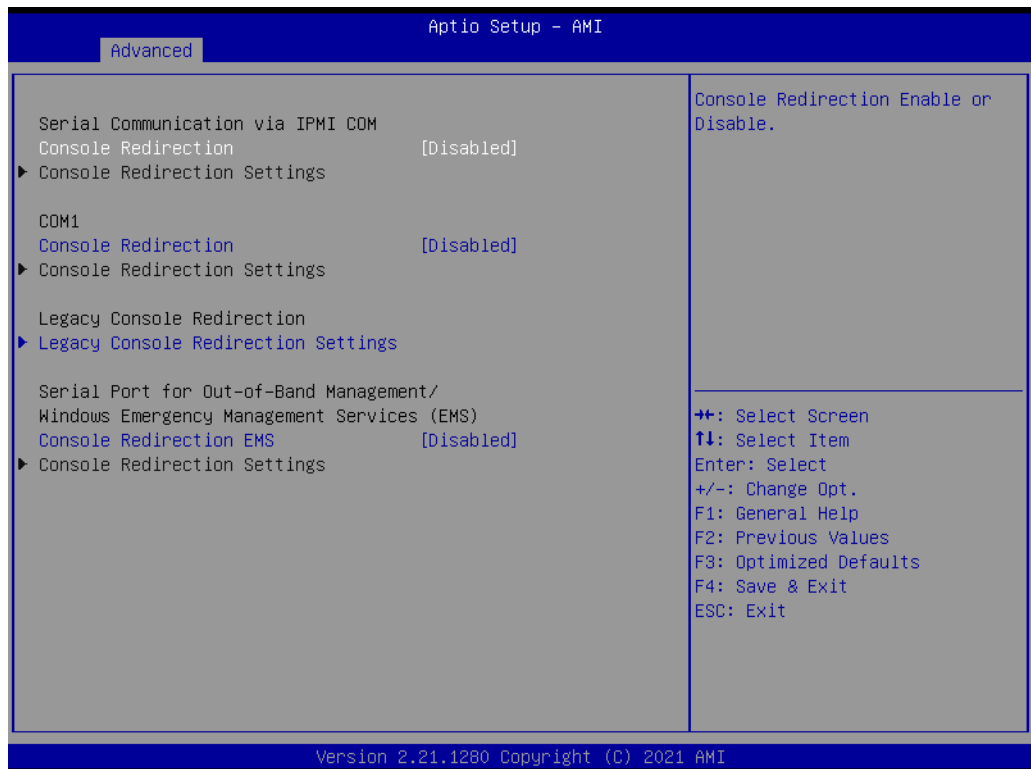 Aptio Setup – AMI
Advanced
Serial Communication via IPMI COM
Console Redirection [Disabled]
Console Redirection Settings
COM1
Console Redirection [Disabled]
Console Redirection Settings
Legacy Console Redirection
Legacy Console Redirection Settings
Serial Port for Out-of-Band Management/
Windows Emergency Management Services (EMS)
Console Redirection EMS [Disabled]
Console Redirection Settings
Console Redirection Enable or
Disable.
→←: Select Screen
↑↓: Select Item
Enter: Select
+/-: Change Opt.
F1: General Help
F2: Previous Values
F3: Optimized Defaults
F4: Save & Exit
ESC: Exit
Version 2.21.1280 Copyright (C) 2021 AMI